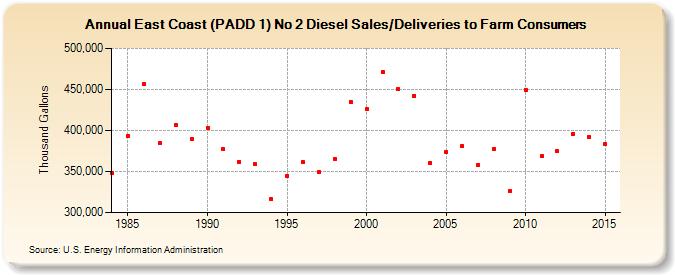 Annual East Coast (PADD 1) No 2 Diesel Sales/Deliveries to Farm Consumers
Thousand Gallons
500,000
450,000
400,000
350,000
300,000
1985 1990 1995 2000 2005 2010 2015
Source: U.S. Energy Information Administration